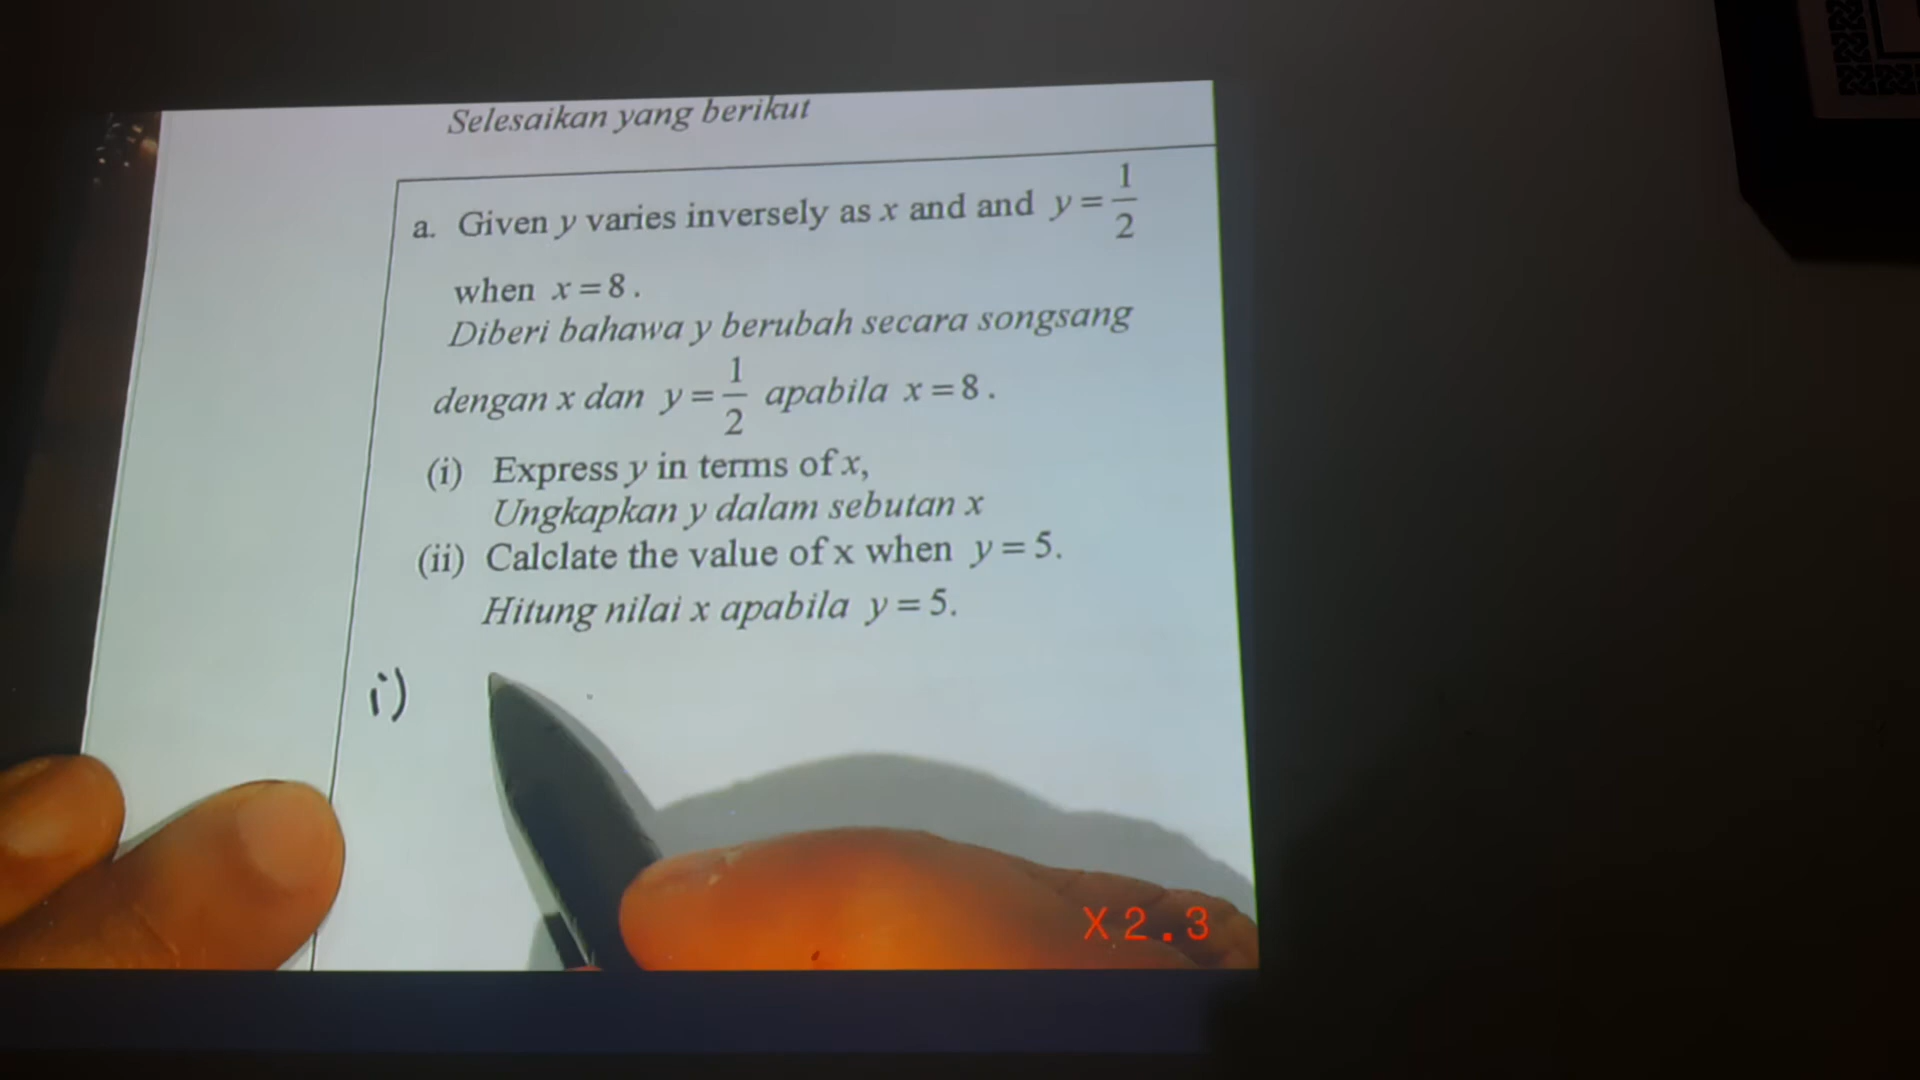 Selesaikan yang berikut
a. Given y varies inversely as x and and y = 1/2
when x = 8.
Diberi bahawa y berubah secara songsang
dengan x dan y = 1/2 apabila x = 8.
(i) Express y in terms of x,
Ungkapkan y dalam sebutan x
(ii) Calclate the value of x when y = 5.
Hitung nilai x apabila y = 5.
i)
X2.3